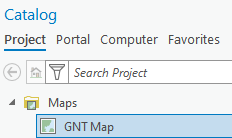 Catalog
Project Portal Computer Favorites
Search Project
Maps
GNT Map